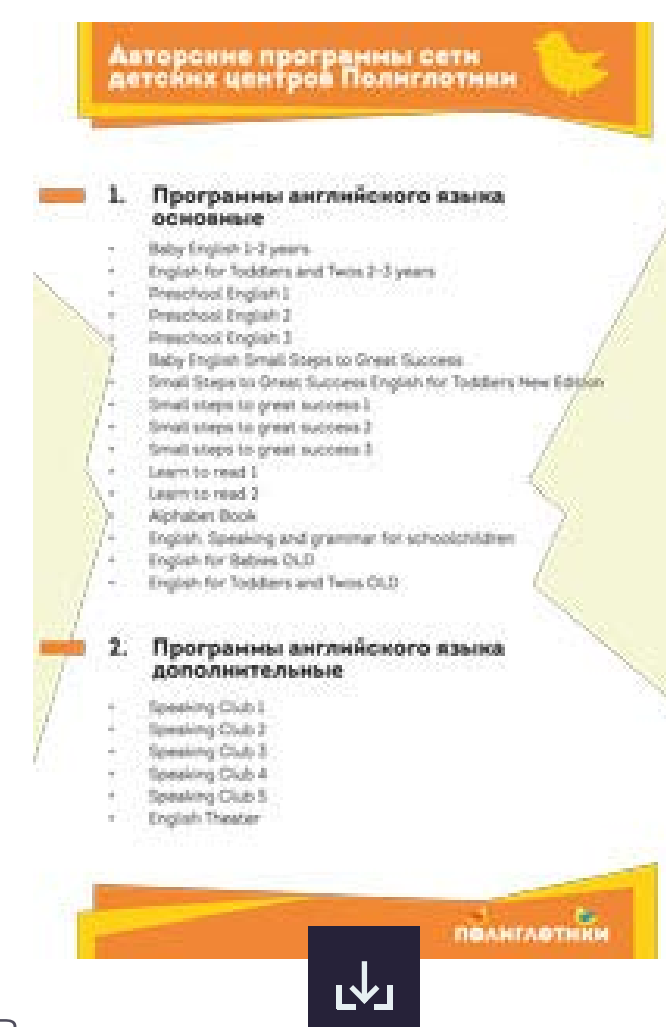 Авторские программы сети
детских центров Полиглотики
1. Программы английского языка
основные
- Baby English 1-2 years
- English for Toddlers and Twos 2-3 years
- Preschool English 1
- Preschool English 2
- Preschool English 3
- Baby English Small Steps to Great Success
- Small Steps to Great Success English for Toddlers New Edition
- Small steps to great success 1
- Small steps to great success 2
- Small steps to great success 3
- Learn to read 1
- Learn to read 2
- Alphabet Book
- English. Speaking and grammar for schoolchildren
- English for Babies OLD
- English for Toddlers and Twos OLD
2. Программы английского языка
дополнительные
- Speaking Club 1
- Speaking Club 2
- Speaking Club 3
- Speaking Club 4
- Speaking Club 5
- English Theater
ПОЛИГЛОТИКИ